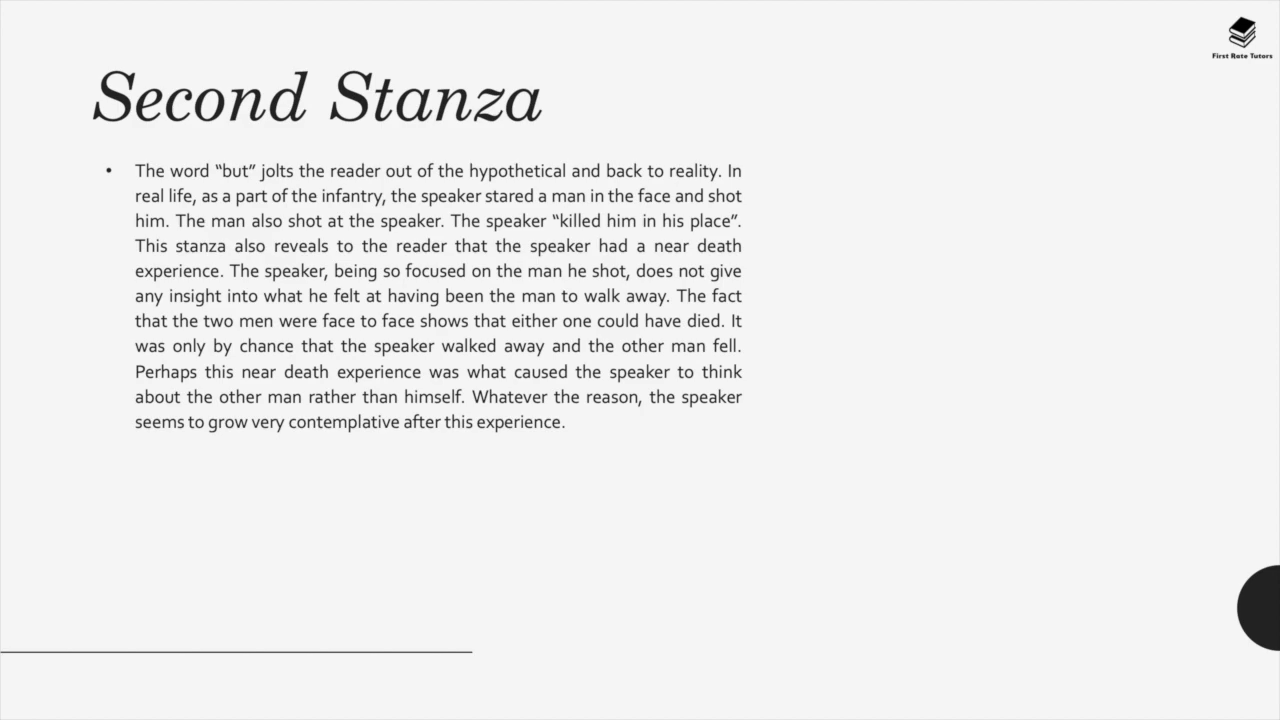 First Rate Tutors
Second Stanza
• The word “but” jolts the reader out of the hypothetical and back to reality. In
real life, as a part of the infantry, the speaker stared a man in the face and shot
him. The man also shot at the speaker. The speaker “killed him in his place”.
This stanza also reveals to the reader that the speaker had a near death
experience. The speaker, being so focused on the man he shot, does not give
any insight into what he felt at having been the man to walk away. The fact
that the two men were face to face shows that either one could have died. It
was only by chance that the speaker walked away and the other man fell.
Perhaps this near death experience was what caused the speaker to think
about the other man rather than himself. Whatever the reason, the speaker
seems to grow very contemplative after this experience.